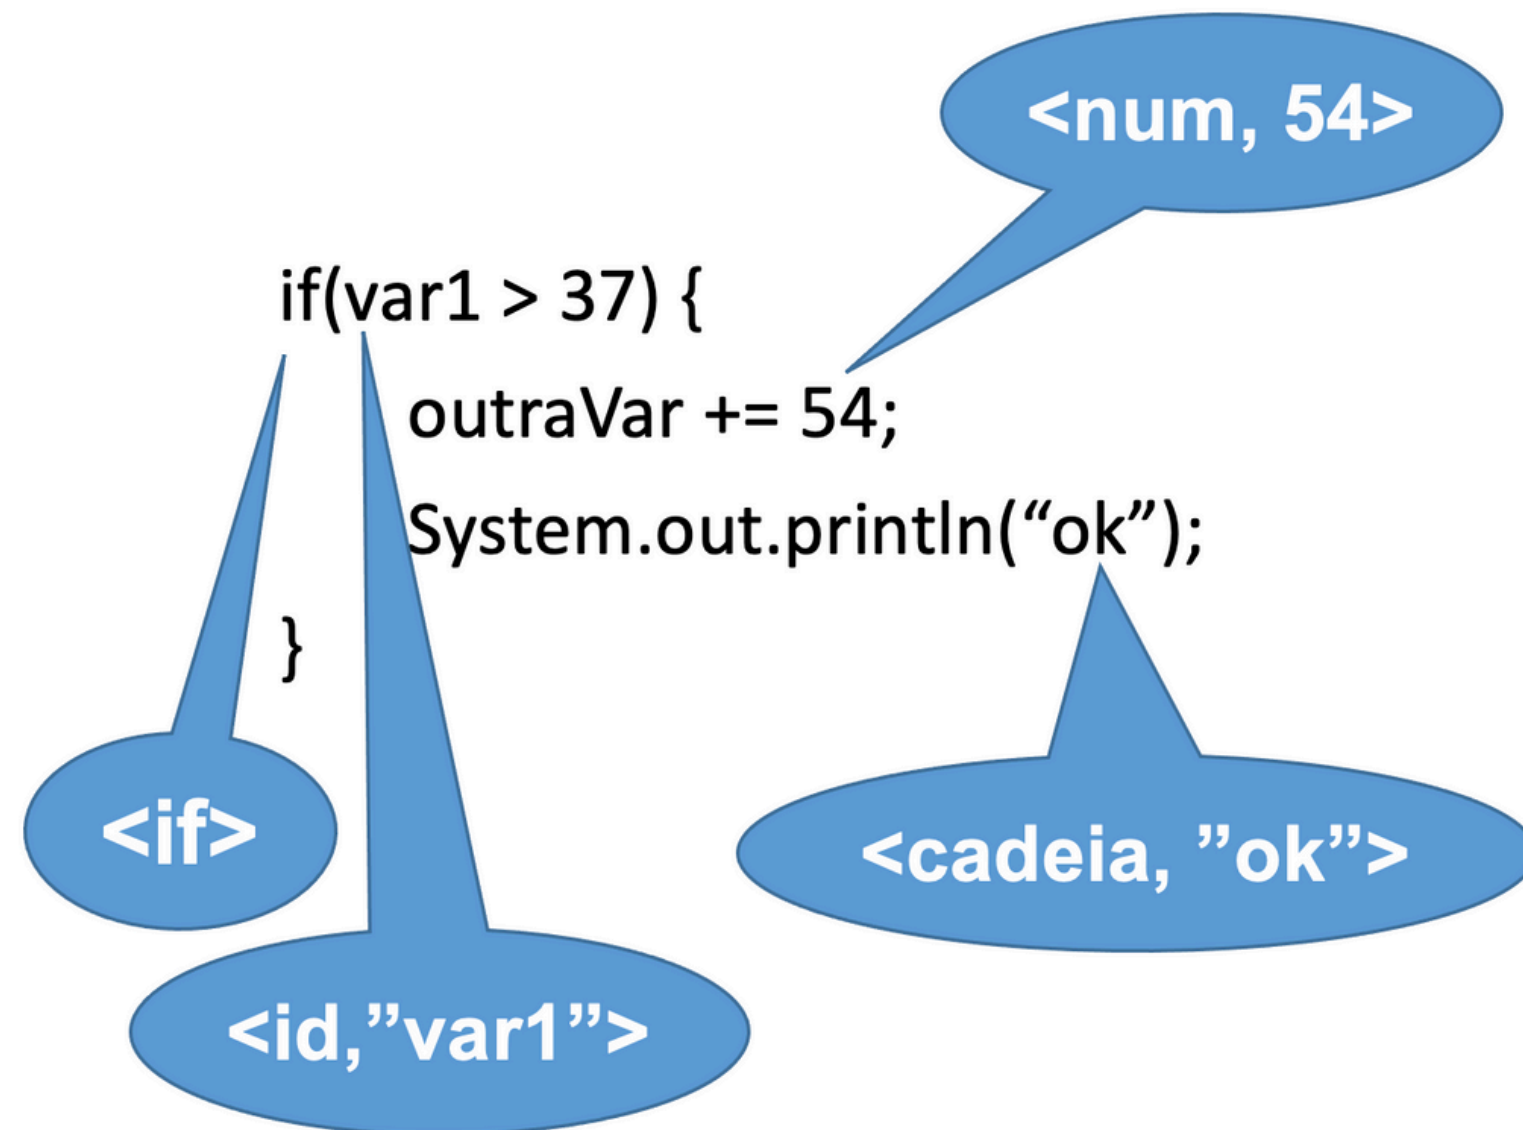 <num, 54>
if(var1 > 37) {
outraVar += 54;
System.out.println(“ok”);
}
<if>
<cadeia, ”ok”>
<id,”var1”>